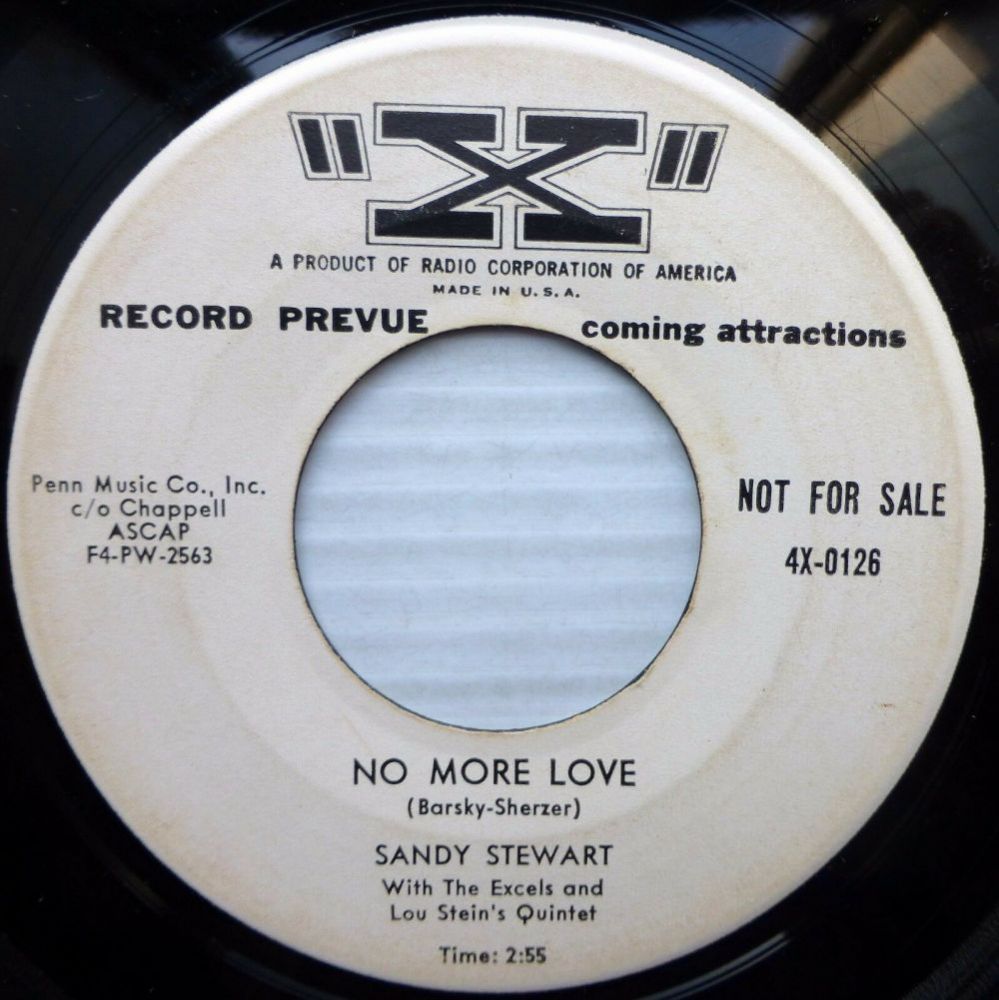 "X"
A PRODUCT OF RADIO CORPORATION OF AMERICA
MADE IN U.S.A.
RECORD PREVUE coming attractions
Penn Music Co., Inc.
c/o Chappell
ASCAP
F4-PW-2563
NOT FOR SALE
4X-0126
NO MORE LOVE
(Barsky-Sherzer)
SANDY STEWART
With The Excels and
Lou Stein's Quintet
Time: 2:55